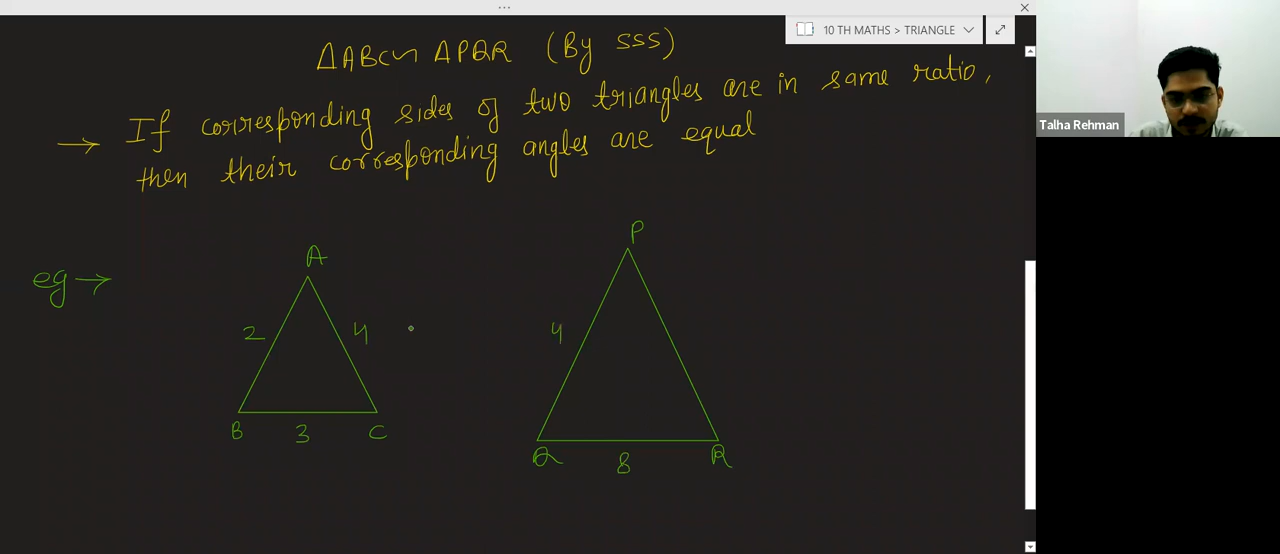 10 TH MATHS > TRIANGLE
Talha Rehman
ΔABC ~ ΔPQR (By SSS)
→ If corresponding sides of two triangles are in same ratio,
then their corresponding angles are equal
eg →
A
P
2
4
4
B
3
C
Q
8
R